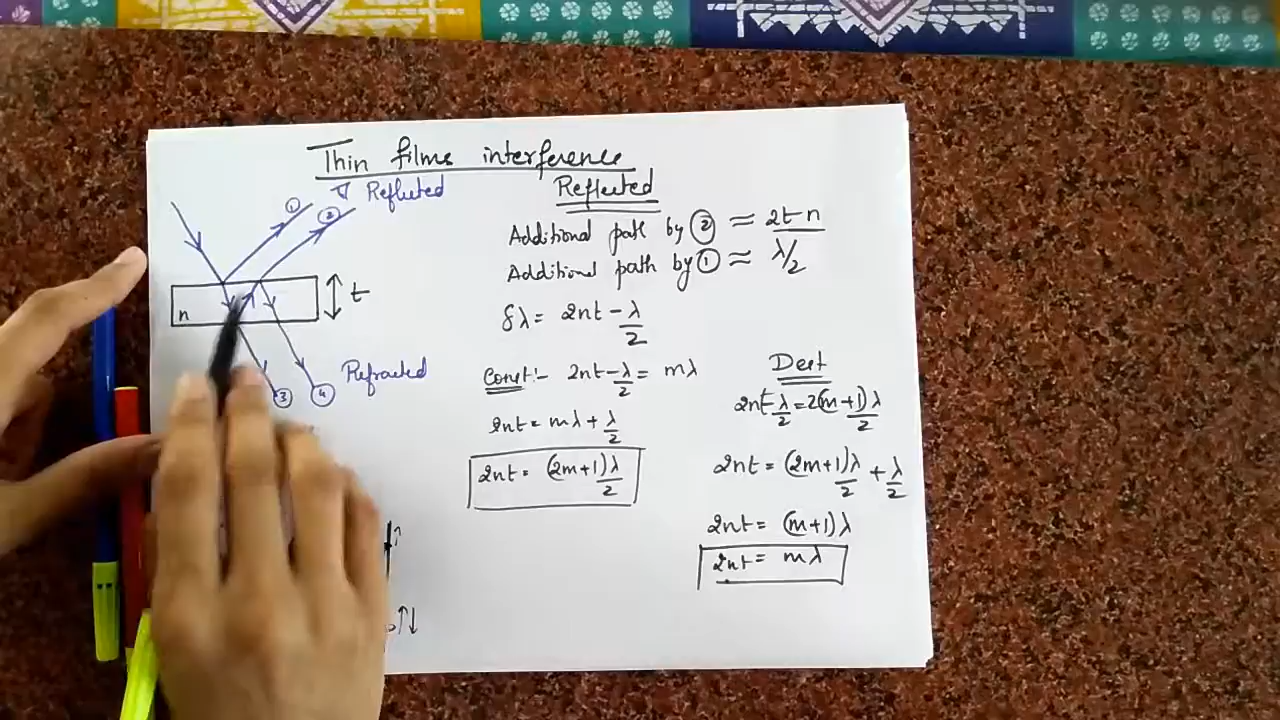 Thin films interference
Reflected
① ②
n
t
③ ④ Refracted
Reflected
Additional path by ② ≈ 2t-n
Additional path by ① ≈ λ/2
δλ = 2nt - λ/2
Const:- 2nt - λ/2 = mλ
2nt = mλ + λ/2
2nt = (2m+1)λ/2
Dest
2nt - λ/2 = 2(m+1)λ/2
2nt = (2m+1)λ/2 + λ/2
2nt = (m+1)λ
2nt = mλ